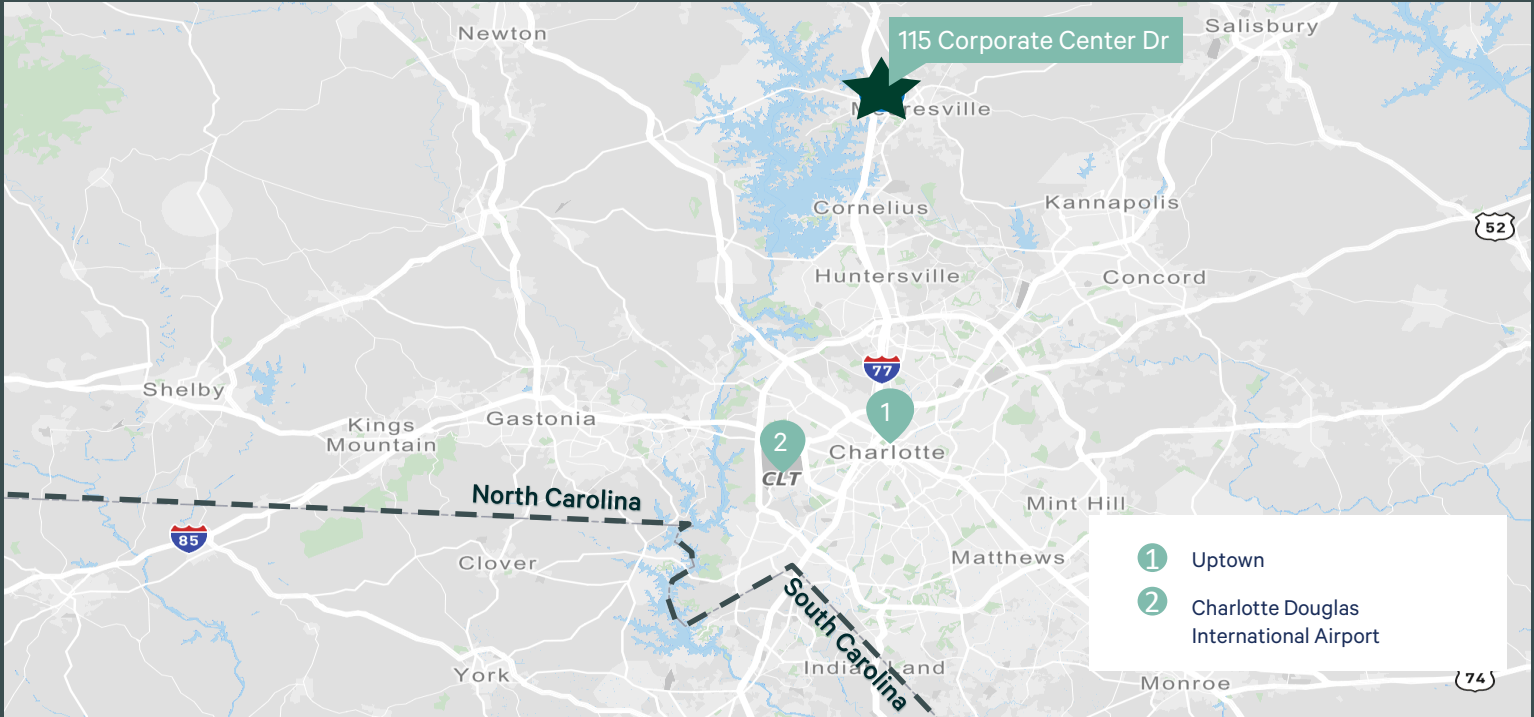 Newton
Salisbury
115 Corporate Center Dr
Mooresville
Cornelius
Kannapolis
52
Huntersville
Concord
77
Shelby
1
Gastonia
Kings
Mountain
2
Charlotte
CLT
North Carolina
Mint Hill
85
Clover
Matthews
1 Uptown
2 Charlotte Douglas
International Airport
South Carolina
Indian Land
York
Monroe
74